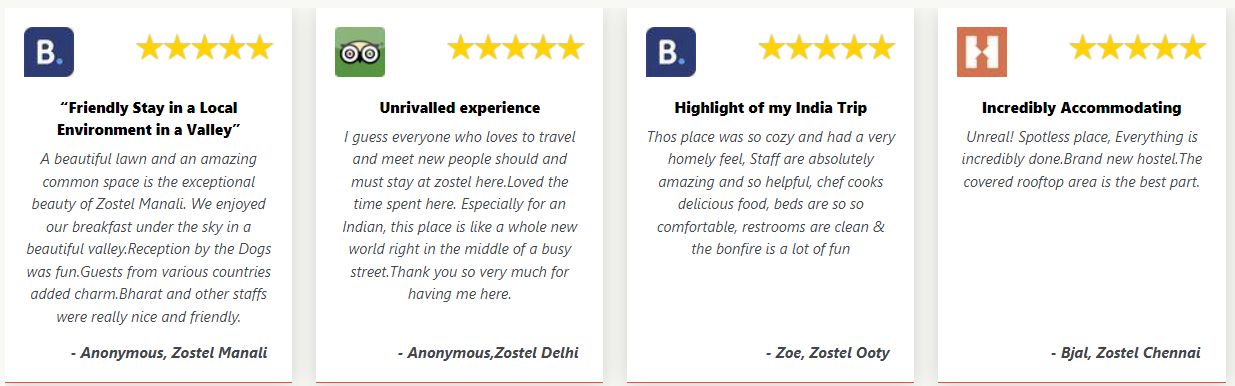 B.
“Friendly Stay in a Local
Environment in a Valley”
A beautiful lawn and an amazing
common space is the exceptional
beauty of Zostel Manali. We enjoyed
our breakfast under the sky in a
beautiful valley.Reception by the Dogs
was fun.Guests from various countries
added charm.Bharat and other staffs
were really nice and friendly.
- Anonymous, Zostel Manali
Unrivalled experience
I guess everyone who loves to travel
and meet new people should and
must stay at zostel here.Loved the
time spent here. Especially for an
Indian, this place is like a whole new
world right in the middle of a busy
street.Thank you so very much for
having me here.
- Anonymous,Zostel Delhi
B.
Highlight of my India Trip
Thos place was so cozy and had a very
homely feel, Staff are absolutely
amazing and so helpful, chef cooks
delicious food, beds are so so
comfortable, restrooms are clean &
the bonfire is a lot of fun
- Zoe, Zostel Ooty
H
Incredibly Accommodating
Unreal! Spotless place, Everything is
incredibly done.Brand new hostel.The
covered rooftop area is the best part.
- Bjal, Zostel Chennai